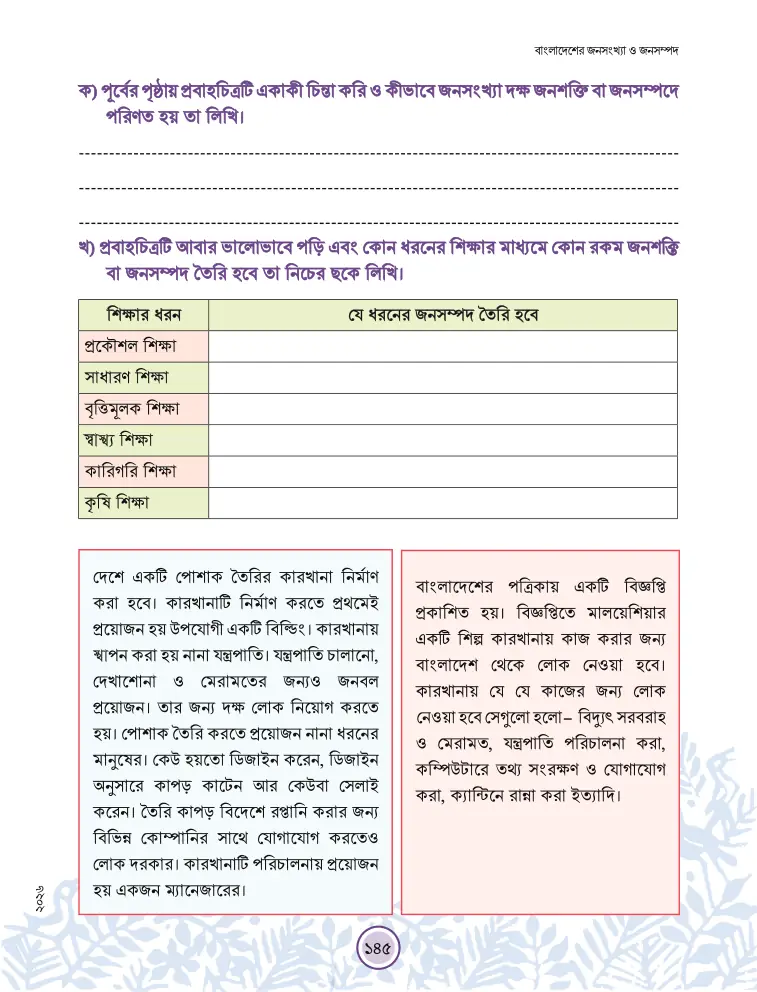 বাংলাদেশের জনসংখ্যা ও জনসম্পদ
ক) পূর্বের পৃষ্ঠায় প্রবাহচিত্রটি একাকী চিন্তা করি ও কীভাবে জনসংখ্যা দক্ষ জনশক্তি বা জনসম্পদে
পরিণত হয় তা লিখি।
খ) প্রবাহচিত্রটি আবার ভালোভাবে পড়ি এবং কোন ধরনের শিক্ষার মাধ্যমে কোন রকম জনশক্তি
বা জনসম্পদ তৈরি হবে তা নিচের ছকে লিখি।
শিক্ষার ধরন যে ধরনের জনসম্পদ তৈরি হবে
প্রকৌশল শিক্ষা
সাধারণ শিক্ষা
বৃত্তিমূলক শিক্ষা
স্বাস্থ্য শিক্ষা
কারিগরি শিক্ষা
কৃষি শিক্ষা
দেশে একটি পোশাক তৈরির কারখানা নির্মাণ
করা হবে। কারখানাটি নির্মাণ করতে প্রথমেই
প্রয়োজন হয় উপযোগী একটি বিল্ডিং। কারখানায়
স্থাপন করা হয় নানা যন্ত্রপাতি। যন্ত্রপাতি চালানো,
দেখাশোনা ও মেরামতের জন্যও জনবল
প্রয়োজন। তার জন্য দক্ষ লোক নিয়োগ করতে
হয়। পোশাক তৈরি করতে প্রয়োজন নানা ধরনের
মানুষের। কেউ হয়তো ডিজাইন করেন, ডিজাইন
অনুসারে কাপড় কাটেন আর কেউবা সেলাই
করেন। তৈরি কাপড় বিদেশে রপ্তানি করার জন্য
বিভিন্ন কোম্পানির সাথে যোগাযোগ করতেও
লোক দরকার। কারখানাটি পরিচালনায় প্রয়োজন
হয় একজন ম্যানেজারের।
বাংলাদেশের পত্রিকায় একটি বিজ্ঞপ্তি
প্রকাশিত হয়। বিজ্ঞপ্তিতে মালয়েশিয়ার
একটি শিল্প কারখানায় কাজ করার জন্য
বাংলাদেশ থেকে লোক নেওয়া হবে।
কারখানায় যে যে কাজের জন্য লোক
নেওয়া হবে সেগুলো হলো– বিদ্যুৎ সরবরাহ
ও মেরামত, যন্ত্রপাতি পরিচালনা করা,
কম্পিউটারে তথ্য সংরক্ষণ ও যোগাযোগ
করা, ক্যান্টিনে রান্না করা ইত্যাদি।
২০২৬
১৪৫